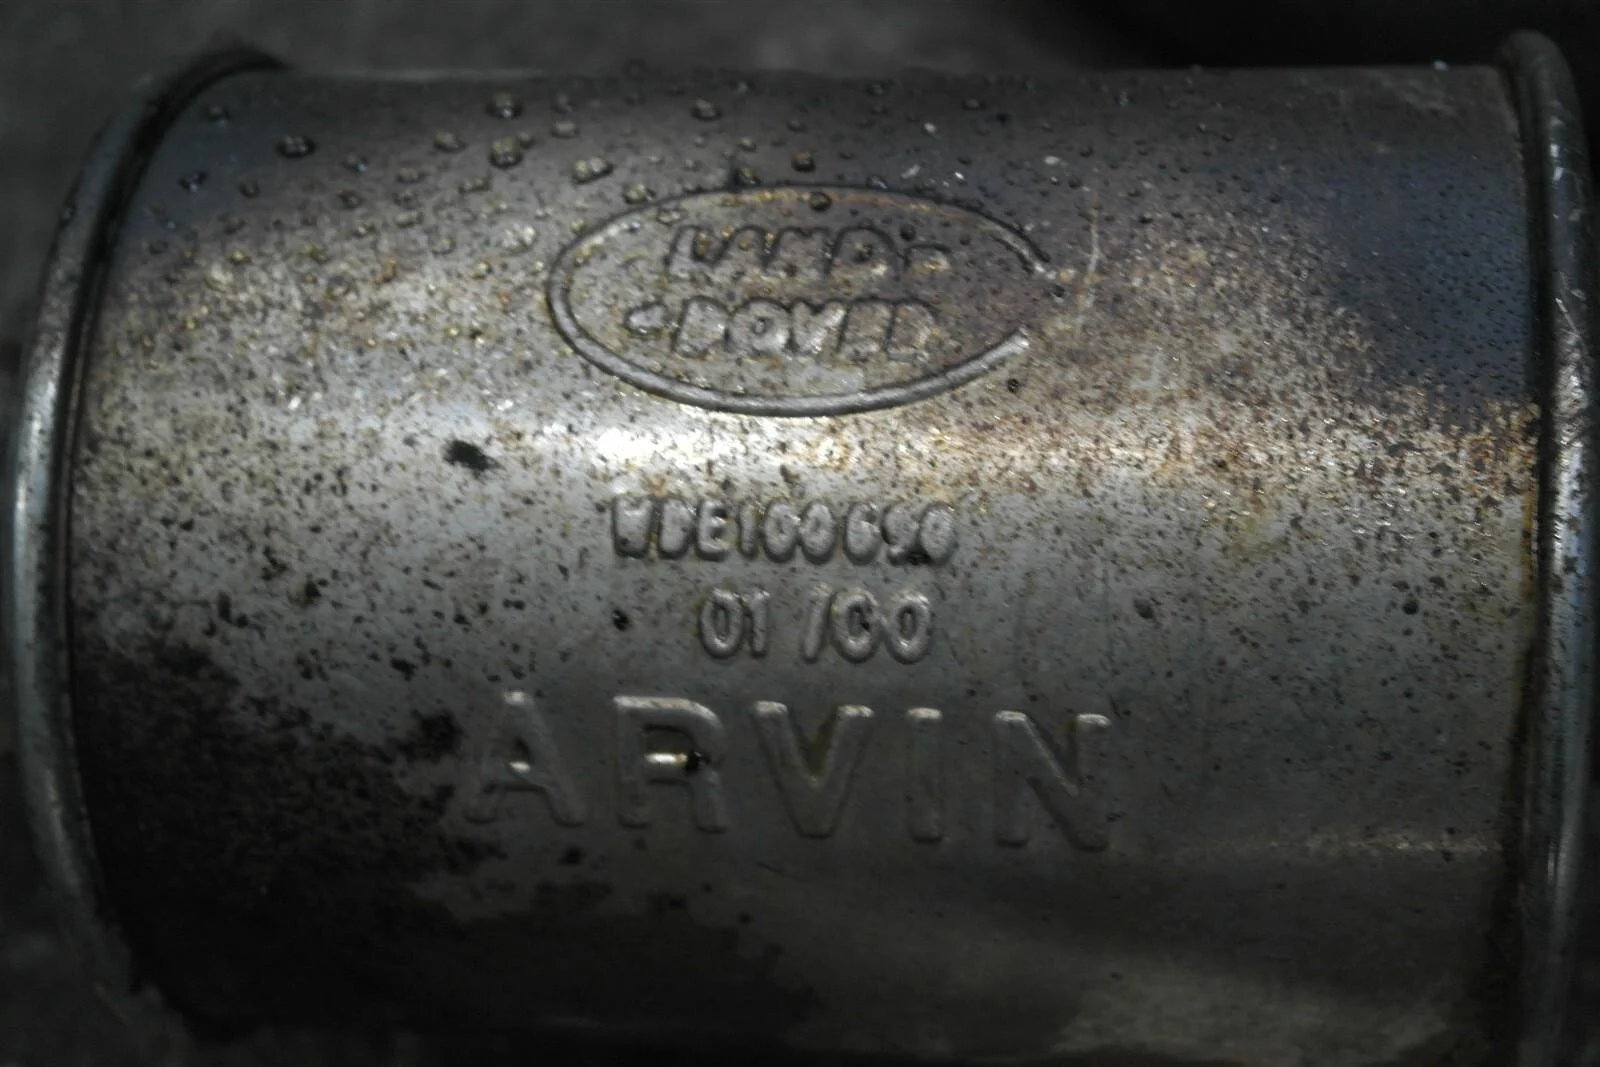 LAND-
-ROVER
01 /00
ARVIN